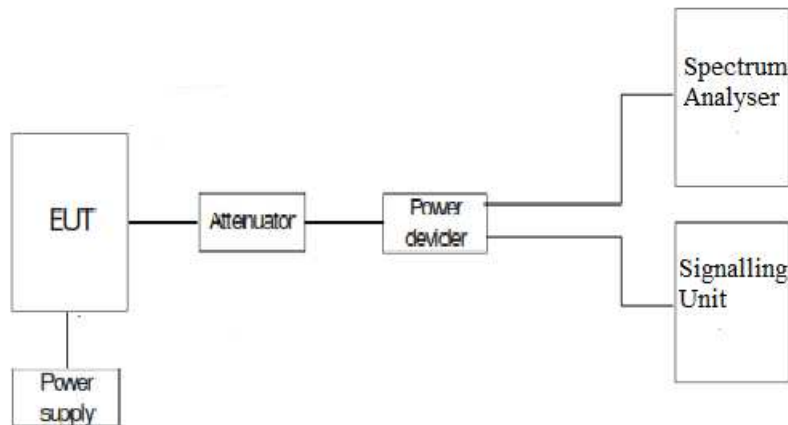 Spectrum
Analyser
EUT
Attenuator
Power
devider
Signalling
Unit
Power
supply